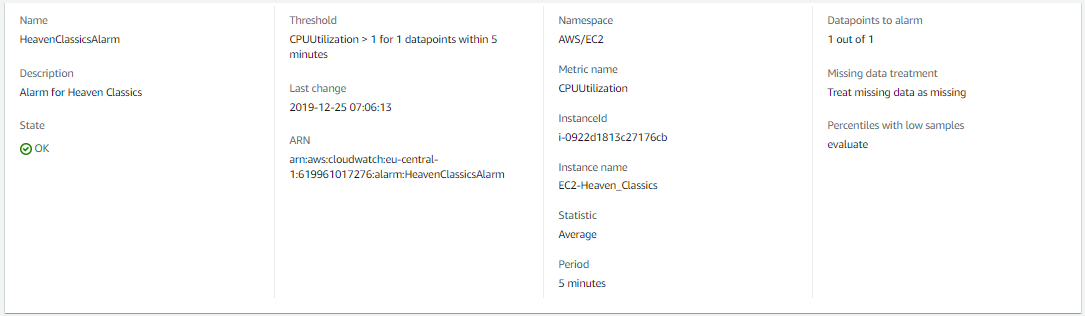 Name
HeavenClassicsAlarm
Description
Alarm for Heaven Classics
State
OK
Threshold
CPUUtilization > 1 for 1 datapoints within 5
minutes
Last change
2019-12-25 07:06:13
ARN
arn:aws:cloudwatch:eu-central-
1:619961017276:alarm:HeavenClassicsAlarm
Namespace
AWS/EC2
Metric name
CPUUtilization
InstanceId
i-0922d1813c27176cb
Instance name
EC2-Heaven_Classics
Statistic
Average
Period
5 minutes
Datapoints to alarm
1 out of 1
Missing data treatment
Treat missing data as missing
Percentiles with low samples
evaluate